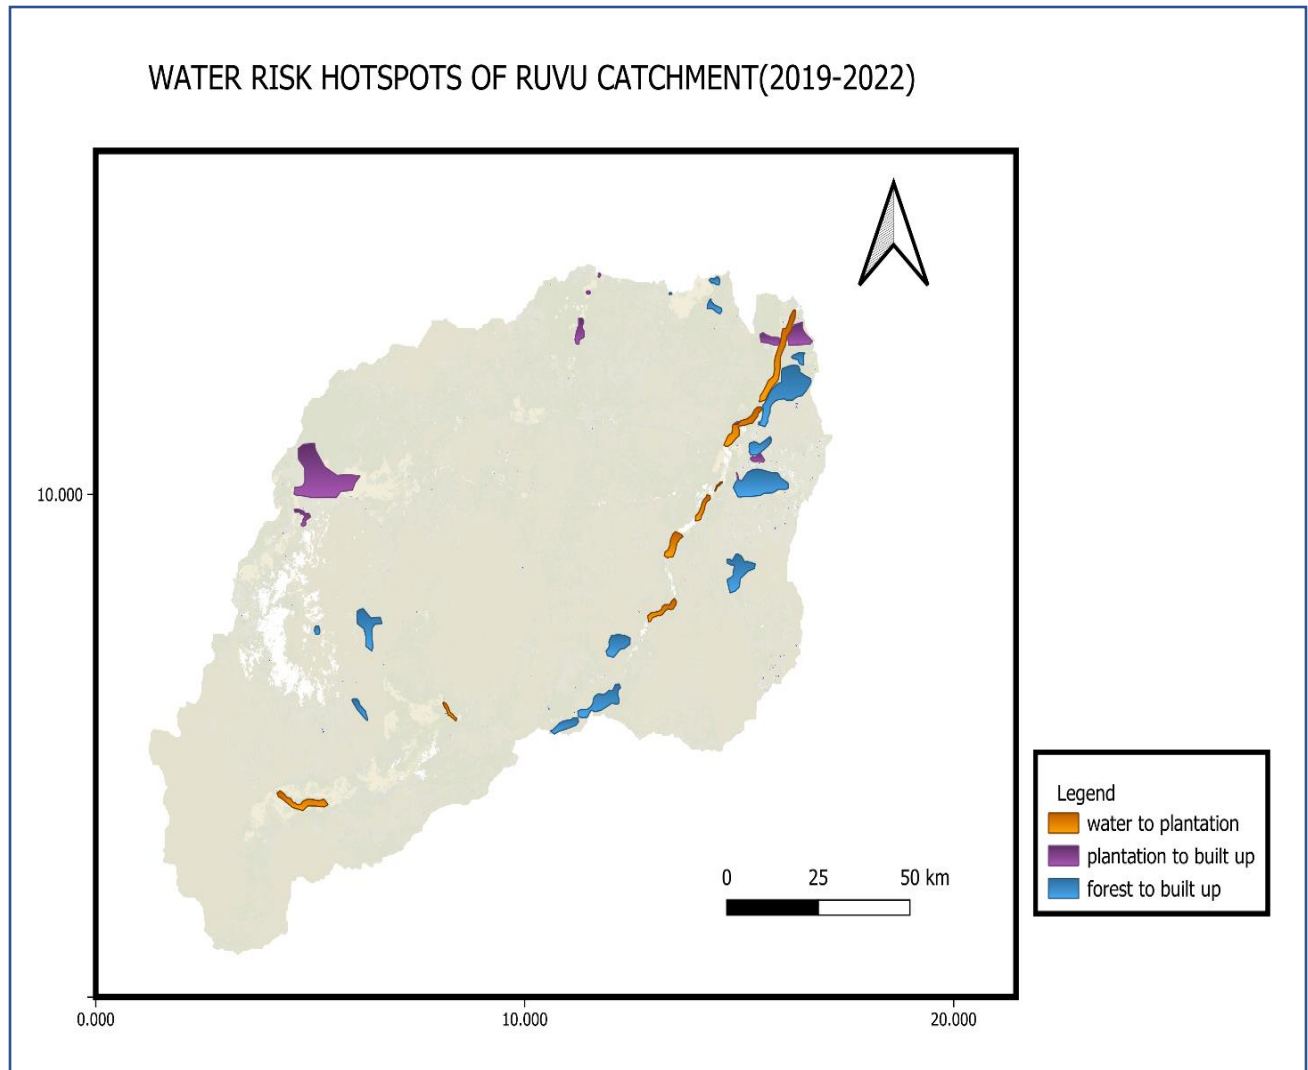 WATER RISK HOTSPOTS OF RUVU CATCHMENT(2019-2022)
10.000
Legend
water to plantation
plantation to built up
forest to built up
0 25 50 km
0.000 10.000 20.000